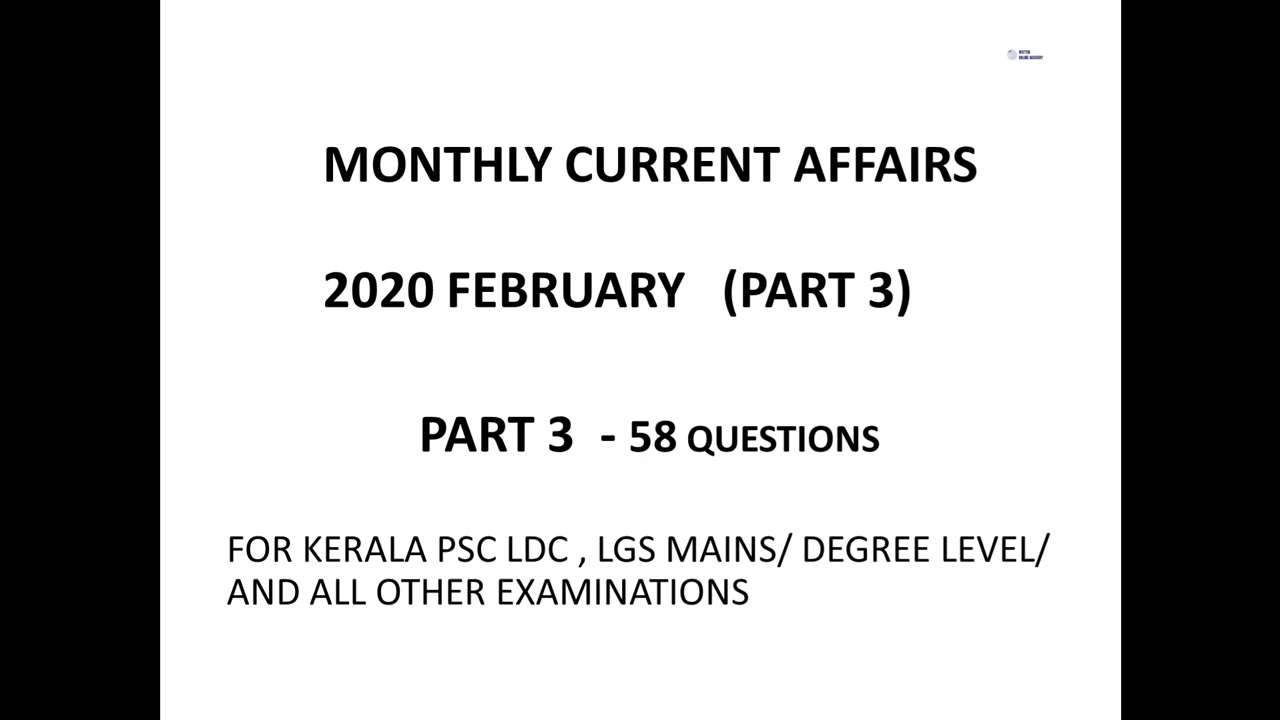 MONTHLY CURRENT AFFAIRS
2020 FEBRUARY (PART 3)
PART 3 - 58 QUESTIONS
FOR KERALA PSC LDC , LGS MAINS/ DEGREE LEVEL/
AND ALL OTHER EXAMINATIONS